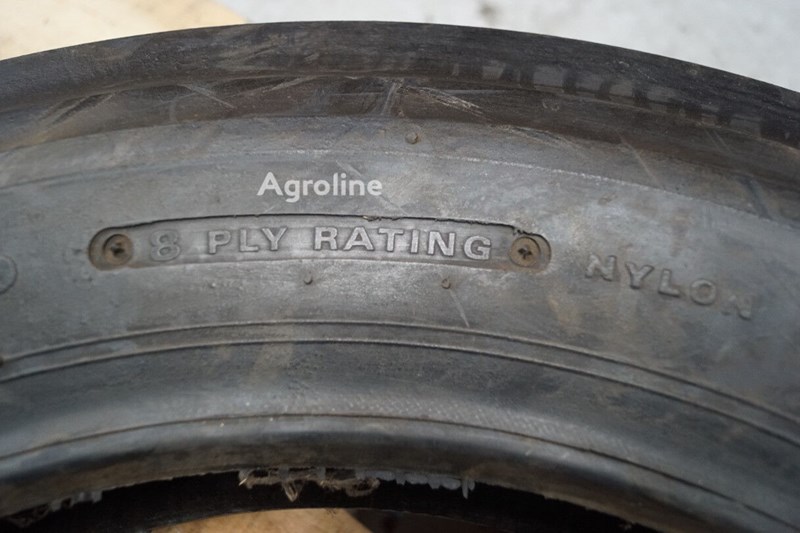 Agroline
8 PLY RATING
NYLON